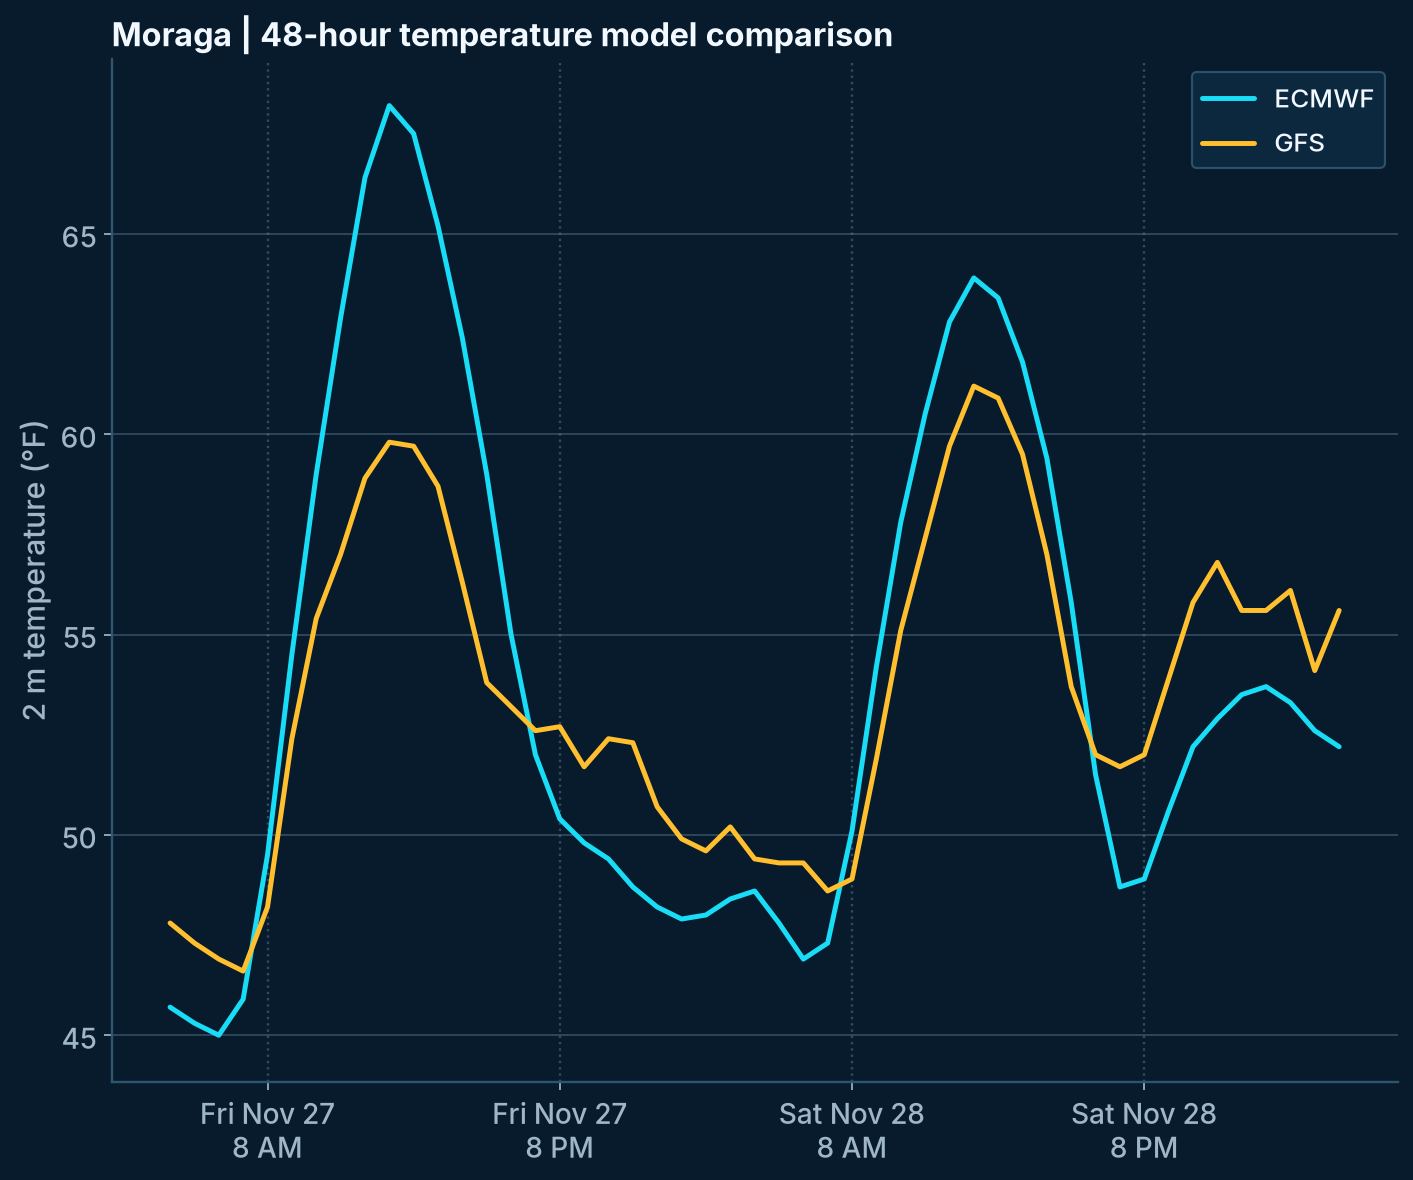 Moraga | 48-hour temperature model comparison
ECMWF
GFS
2 m temperature (°F)
65
60
55
50
45
Fri Nov 27
8 AM
Fri Nov 27
8 PM
Sat Nov 28
8 AM
Sat Nov 28
8 PM